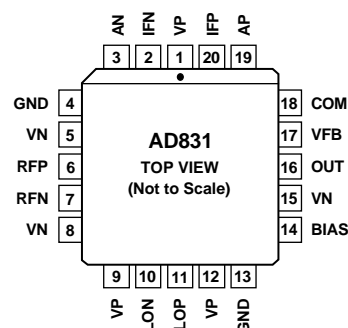 AN IFN VP IFP AP
3 2 1 20 19
GND 4
VN 5
RFP 6
RFN 7
VN 8
AD831
TOP VIEW
(Not to Scale)
18 COM
17 VFB
16 OUT
15 VN
14 BIAS
9 10 11 12 13
VP LON LOP VP GND